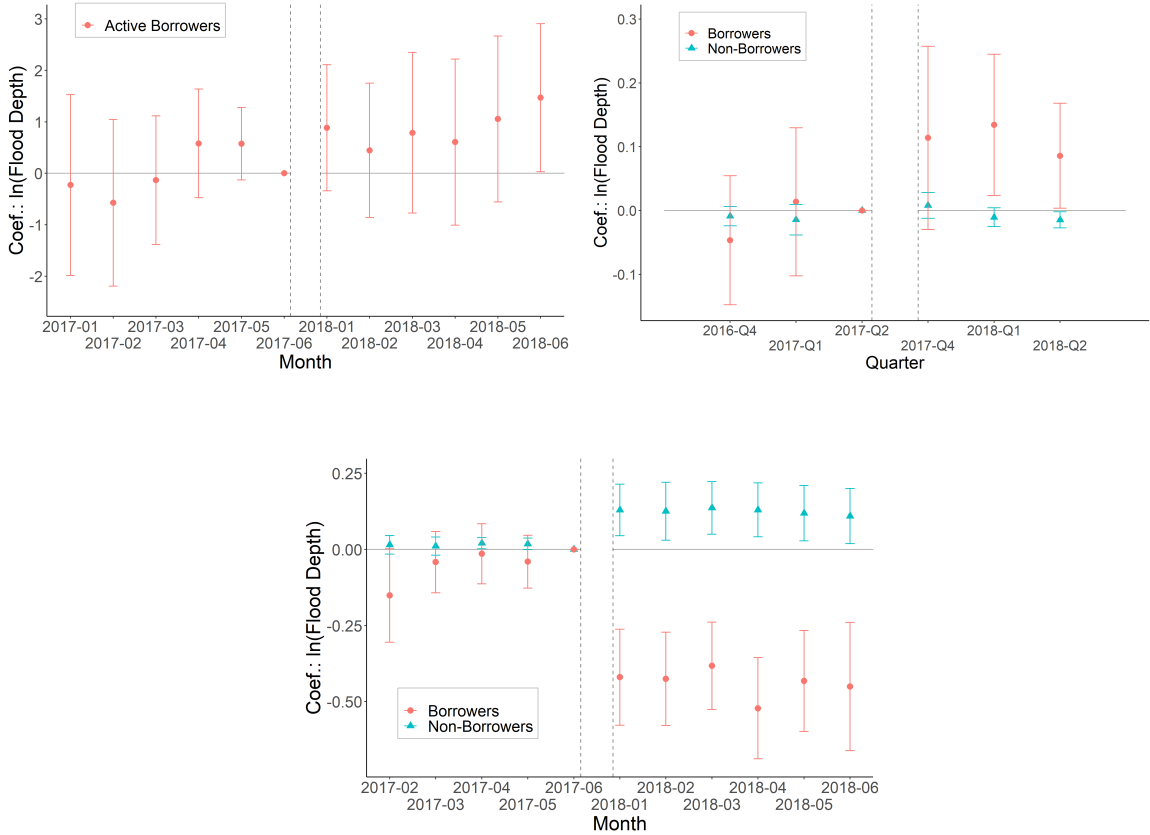 Active Borrowers
Coef.: ln(Flood Depth)
3
2
1
0
-1
-2
2017-01 2017-03 2017-05 2018-01 2018-03 2018-05
2017-02 2017-04 2017-06 2018-02 2018-04 2018-06
Month
Borrowers
Non-Borrowers
Coef.: ln(Flood Depth)
0.3
0.2
0.1
0.0
-0.1
2016-Q4 2017-Q2 2018-Q1
2017-Q1 2017-Q4 2018-Q2
Quarter
Coef.: ln(Flood Depth)
0.25
0.00
-0.25
-0.50
Borrowers
Non-Borrowers
2017-02 2017-04 2017-06 2018-02 2018-04 2018-06
2017-03 2017-05 2018-01 2018-03 2018-05
Month